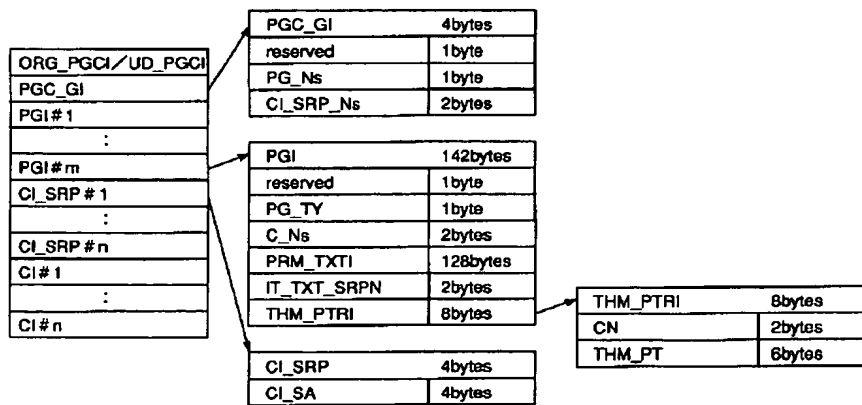 ORG_PGCI／UD_PGCI
PGC_GI
PGI#1
:
PGI#m
CI_SRP#1
:
CI_SRP#n
CI#1
:
CI#n
PGC_GI 4bytes
reserved 1byte
PG_Ns 1byte
CI_SRP_Ns 2bytes
PGI 142bytes
reserved 1byte
PG_TY 1byte
C_Ns 2bytes
PRM_TXTI 128bytes
IT_TXT_SRPN 2bytes
THM_PTRI 8bytes
CI_SRP 4bytes
CI_SA 4bytes
THM_PTRI 8bytes
CN 2bytes
THM_PT 6bytes